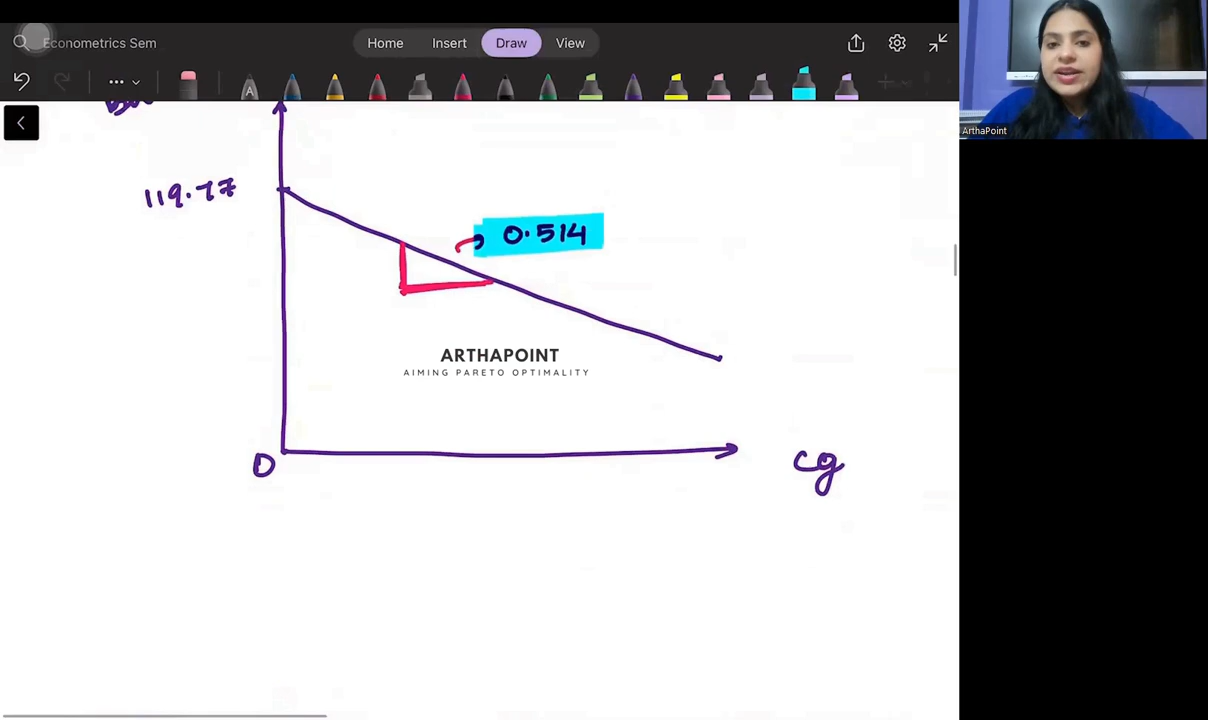 Econometrics Sem
Home Insert Draw View
A
ArthaPoint
119.77
0.514
ARTHAPOINT
AIMING PARETO OPTIMALITY
O
cg